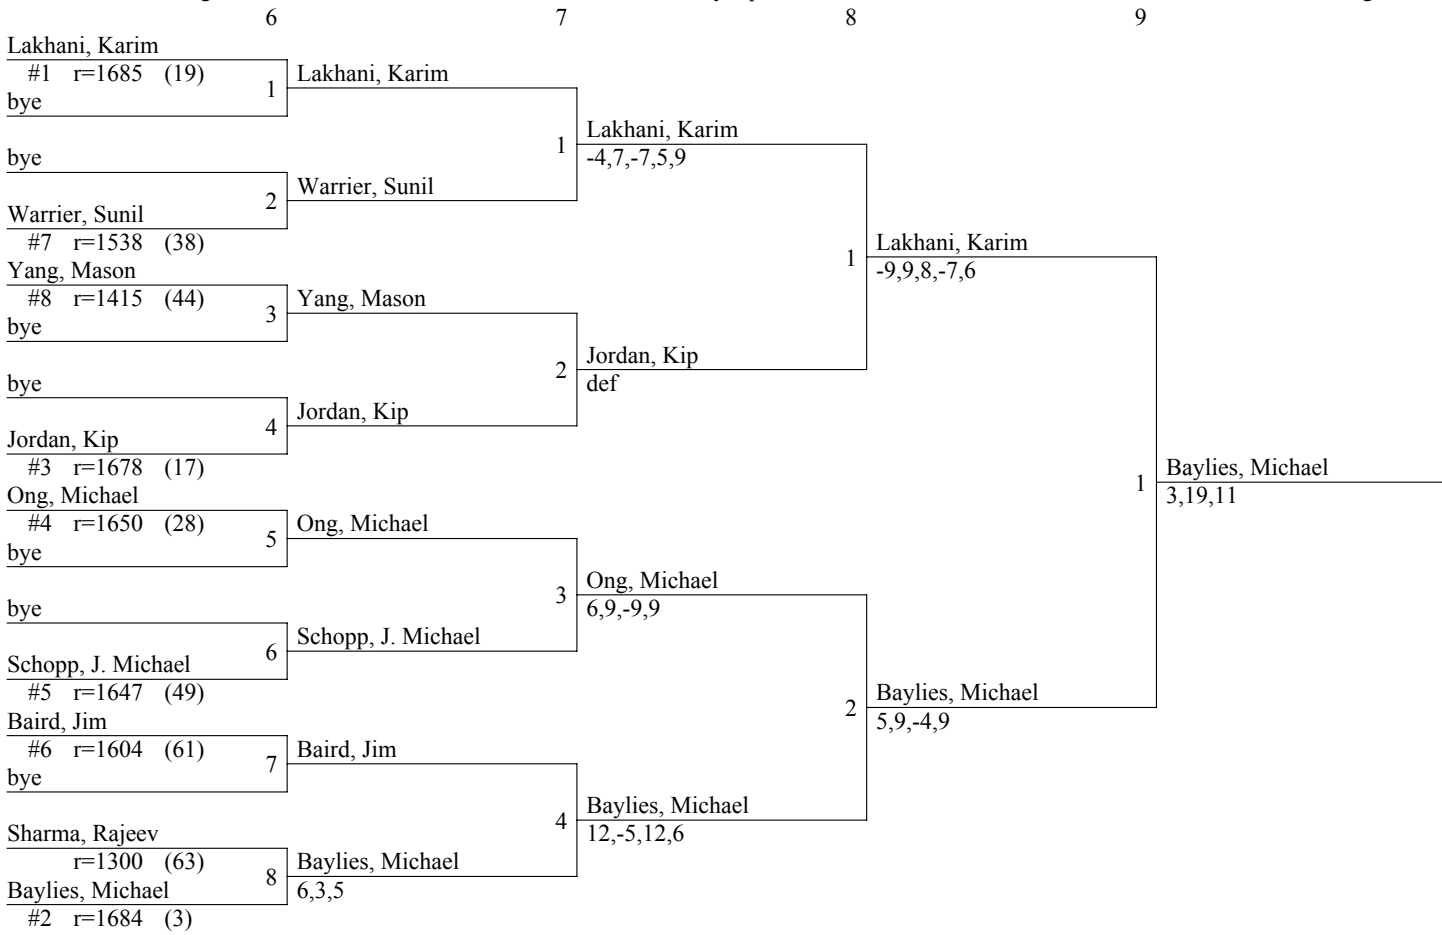 6 7 8 9
Lakhani, Karim
#1 r=1685 (19)
bye
1
Lakhani, Karim
bye
Warrier, Sunil
#7 r=1538 (38)
2
Warrier, Sunil
Yang, Mason
#8 r=1415 (44)
bye
3
Yang, Mason
bye
Jordan, Kip
#3 r=1678 (17)
4
Jordan, Kip
Ong, Michael
#4 r=1650 (28)
bye
5
Ong, Michael
bye
Schopp, J. Michael
#5 r=1647 (49)
6
Schopp, J. Michael
Baird, Jim
#6 r=1604 (61)
bye
7
Baird, Jim
Sharma, Rajeev
r=1300 (63)
Baylies, Michael
#2 r=1684 (3)
8
Baylies, Michael
6,3,5
1
Lakhani, Karim
-4,7,-7,5,9
2
Jordan, Kip
def
3
Ong, Michael
6,9,-9,9
4
Baylies, Michael
12,-5,12,6
1
Lakhani, Karim
-9,9,8,-7,6
2
Baylies, Michael
5,9,-4,9
1
Baylies, Michael
3,19,11